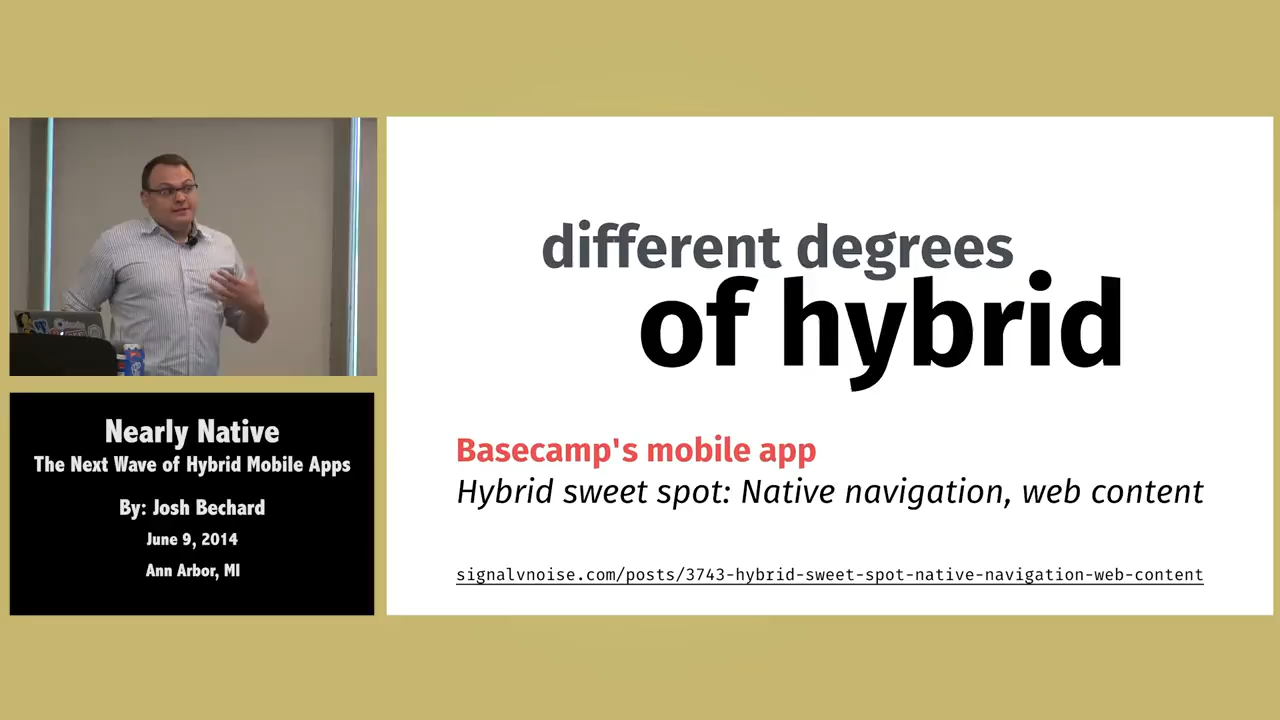 Nearly Native
The Next Wave of Hybrid Mobile Apps
By: Josh Bechard
June 9, 2014
Ann Arbor, MI
different degrees
of hybrid
Basecamp's mobile app
Hybrid sweet spot: Native navigation, web content
signalvnoise.com/posts/3743-hybrid-sweet-spot-native-navigation-web-content